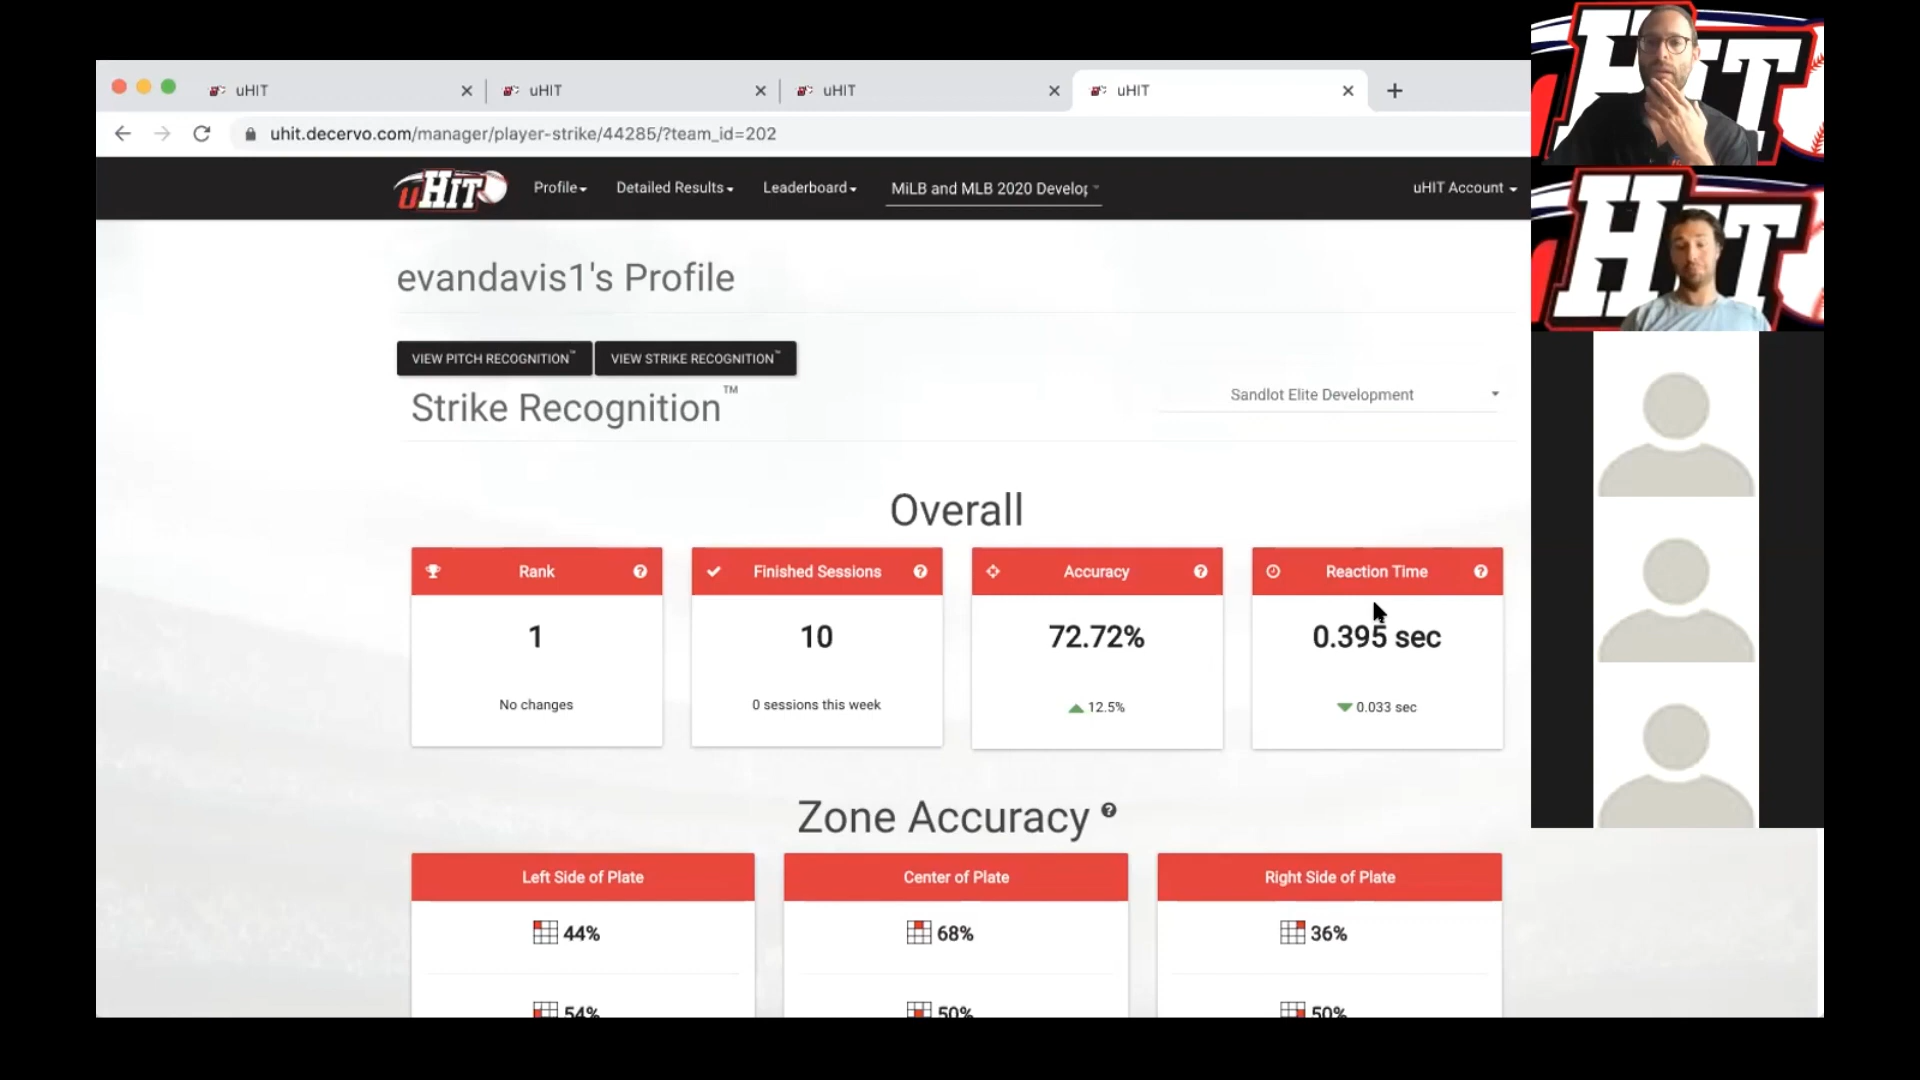 uHIT
uHIT
uHIT
uHIT
uhit.decervo.com/manager/player-strike/44285/?team_id=202
uHIT
Profile
Detailed Results
Leaderboard
MiLB and MLB 2020 Develop
uHIT Account
evandavis1's Profile
VIEW PITCH RECOGNITION™
VIEW STRIKE RECOGNITION™
Strike Recognition™
Sandlot Elite Development
Overall
Rank
Finished Sessions
Accuracy
Reaction Time
1
10
72.72%
0.395 sec
No changes
0 sessions this week
12.5%
0.033 sec
Zone Accuracy
Left Side of Plate
Center of Plate
Right Side of Plate
44%
68%
36%
54%
50%
50%